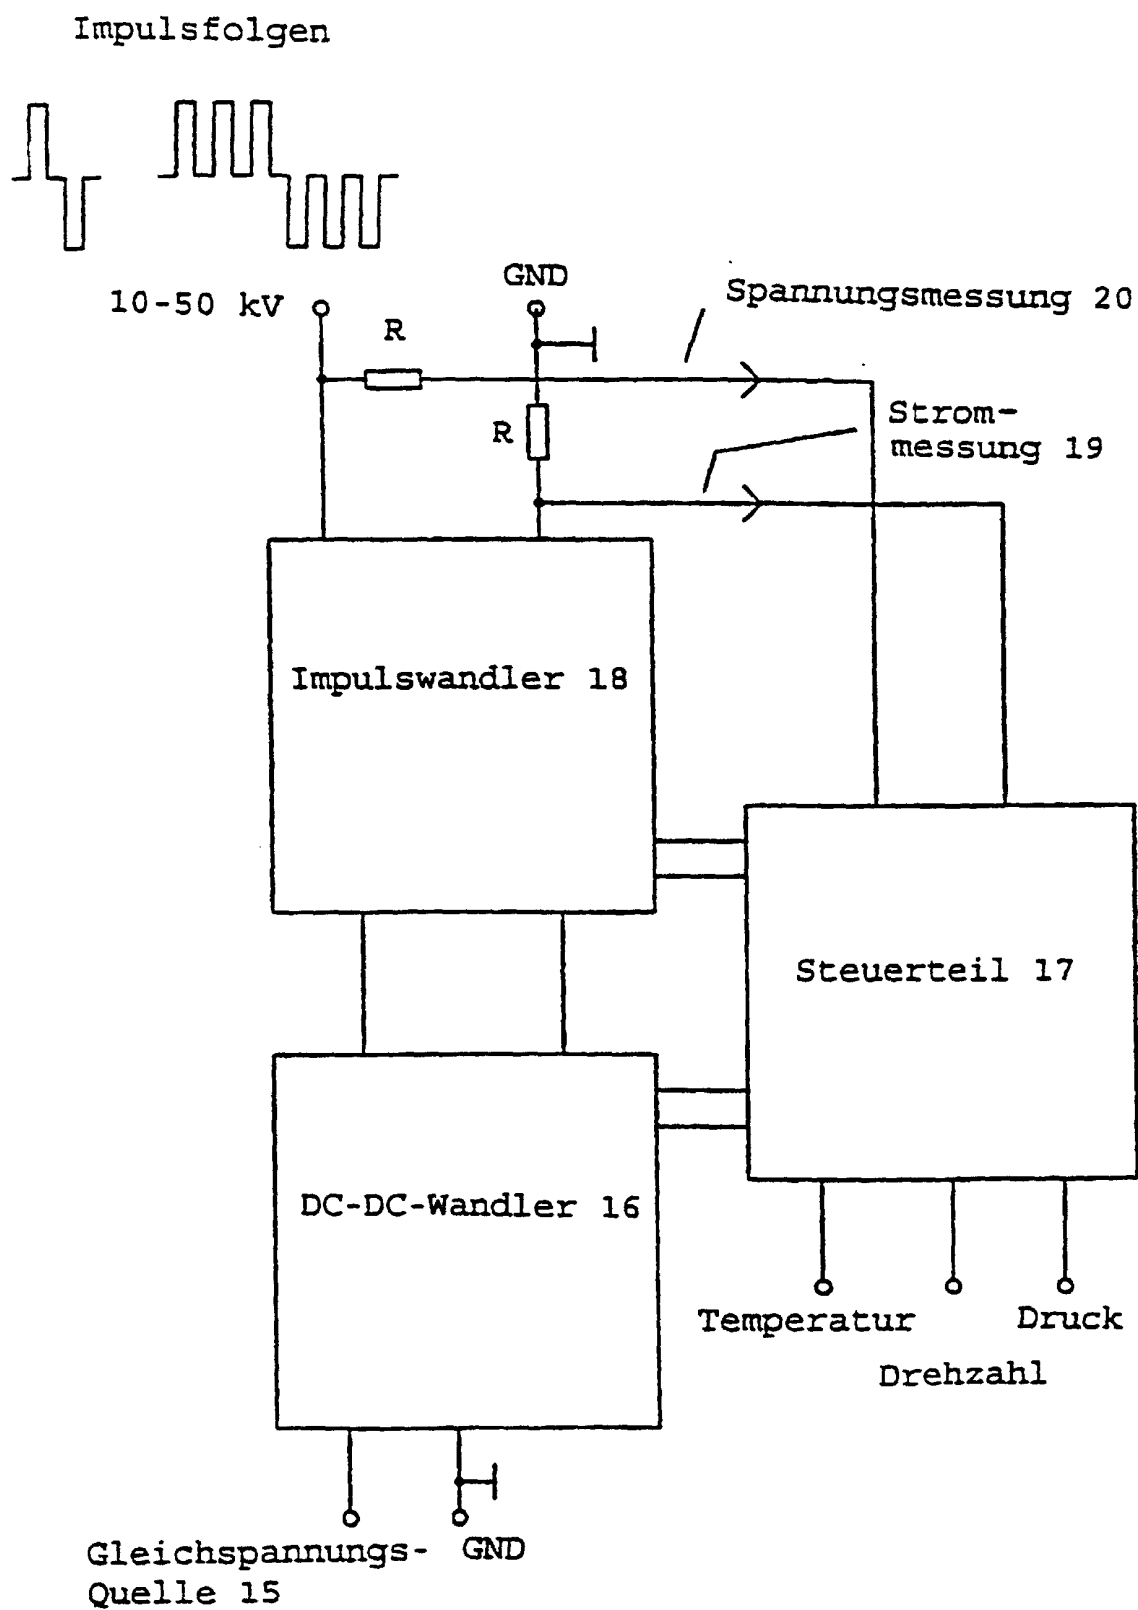 Impulsfolgen
GND
10-50 kV
Spannungsmessung 20
R
R
Strom-
messung 19
Impulswandler 18
Steuerteil 17
DC-DC-Wandler 16
Temperatur
Druck
Drehzahl
Gleichspannungs-
Quelle 15
GND